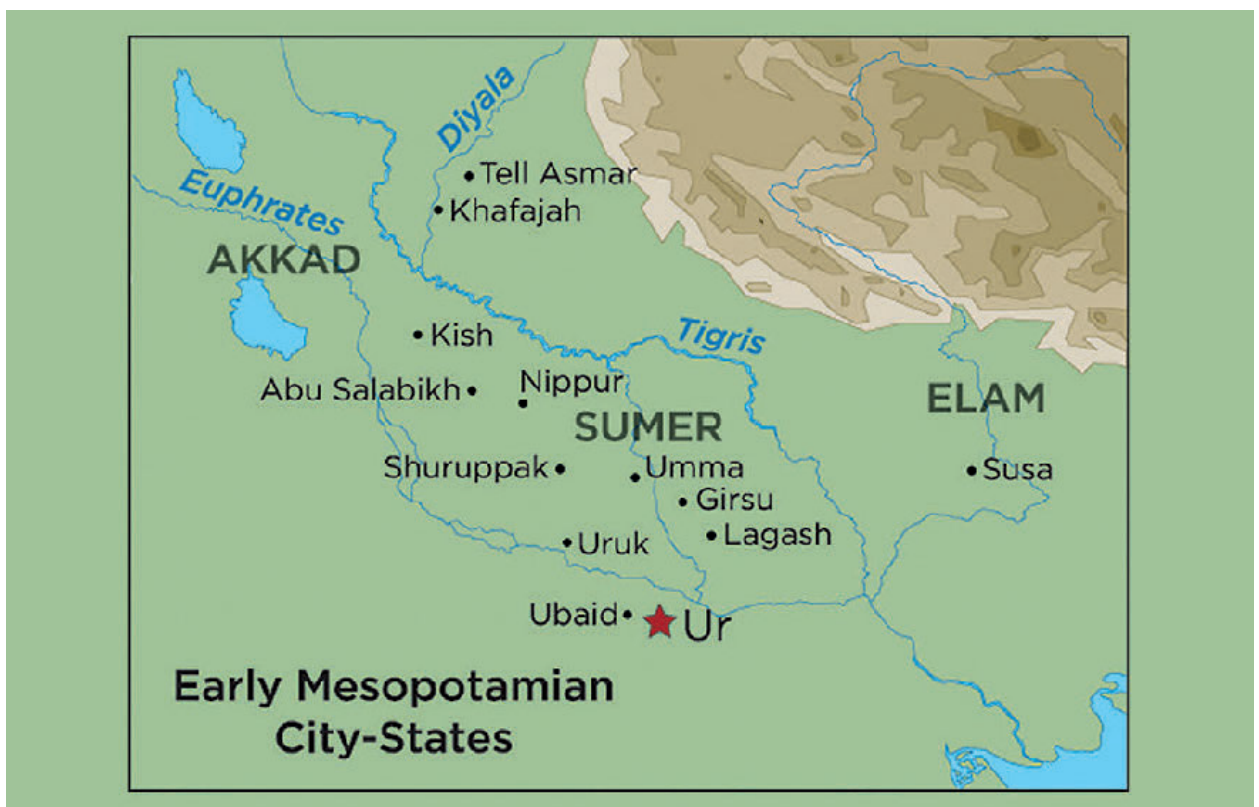 Diyala
Tell Asmar
Euphrates
Khafajah
AKKAD
Kish
Tigris
Abu Salabikh
Nippur
ELAM
SUMER
Shuruppak
Umma
Susa
Girsu
Uruk
Lagash
Ubaid
Ur
Early Mesopotamian
City-States